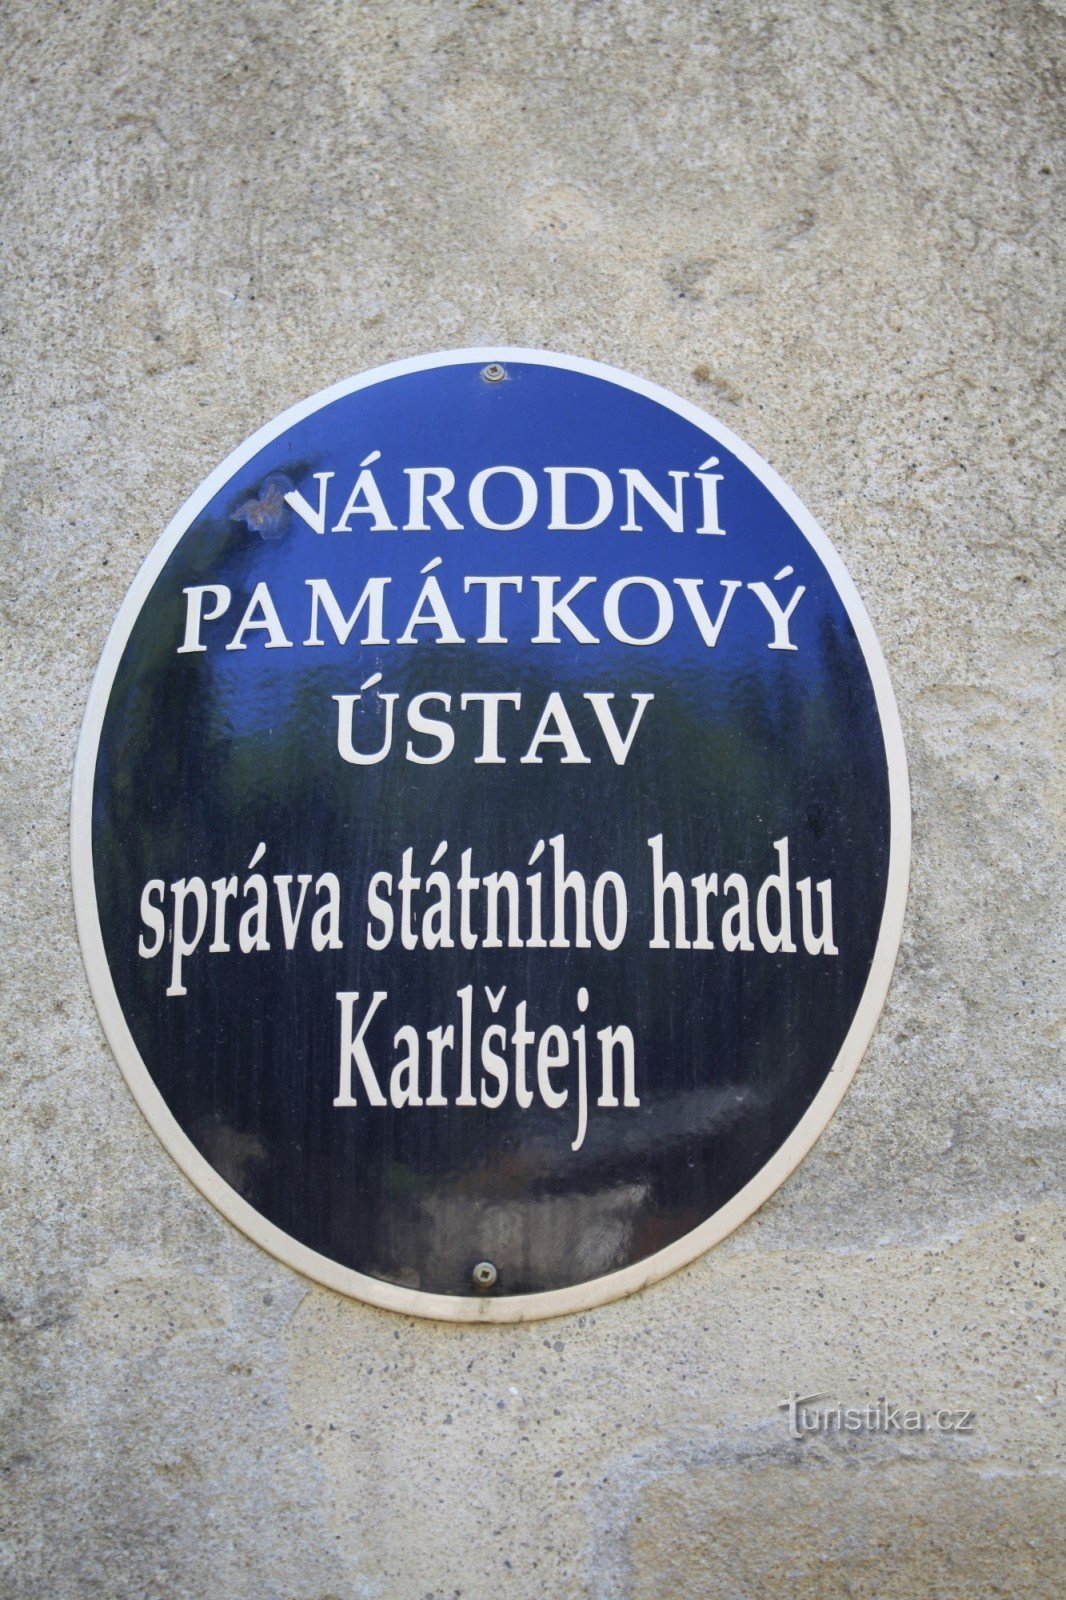 NÁRODNÍ
PAMÁTKOVÝ
ÚSTAV
správa státního hradu
Karlštejn
Turistika.cz